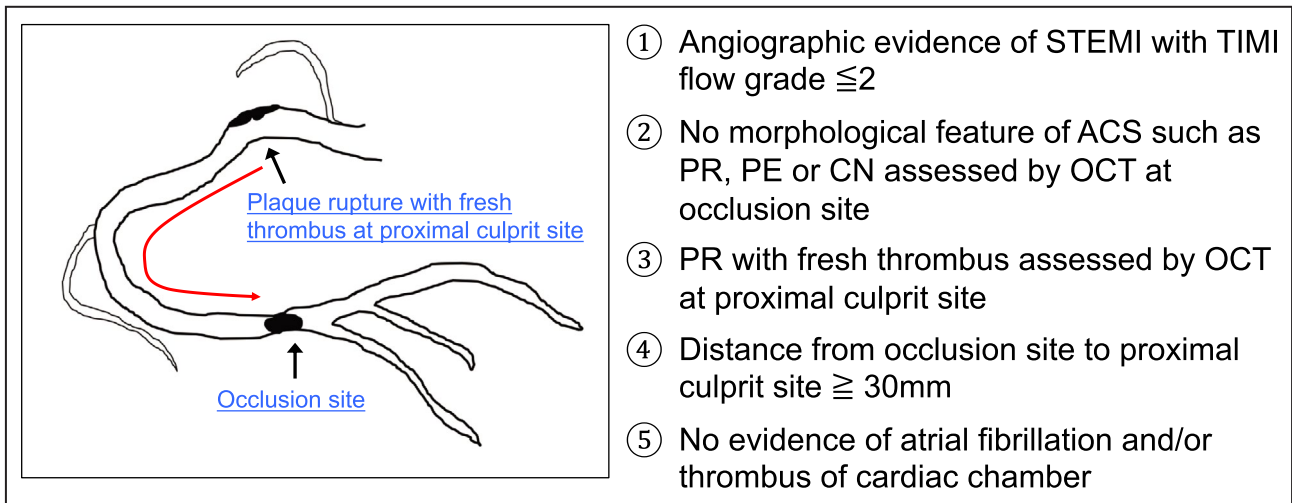 Plaque rupture with fresh
thrombus at proximal culprit site
Occlusion site
① Angiographic evidence of STEMI with TIMI
flow grade ≦2
② No morphological feature of ACS such as
PR, PE or CN assessed by OCT at
occlusion site
③ PR with fresh thrombus assessed by OCT
at proximal culprit site
④ Distance from occlusion site to proximal
culprit site ≧ 30mm
⑤ No evidence of atrial fibrillation and/or
thrombus of cardiac chamber